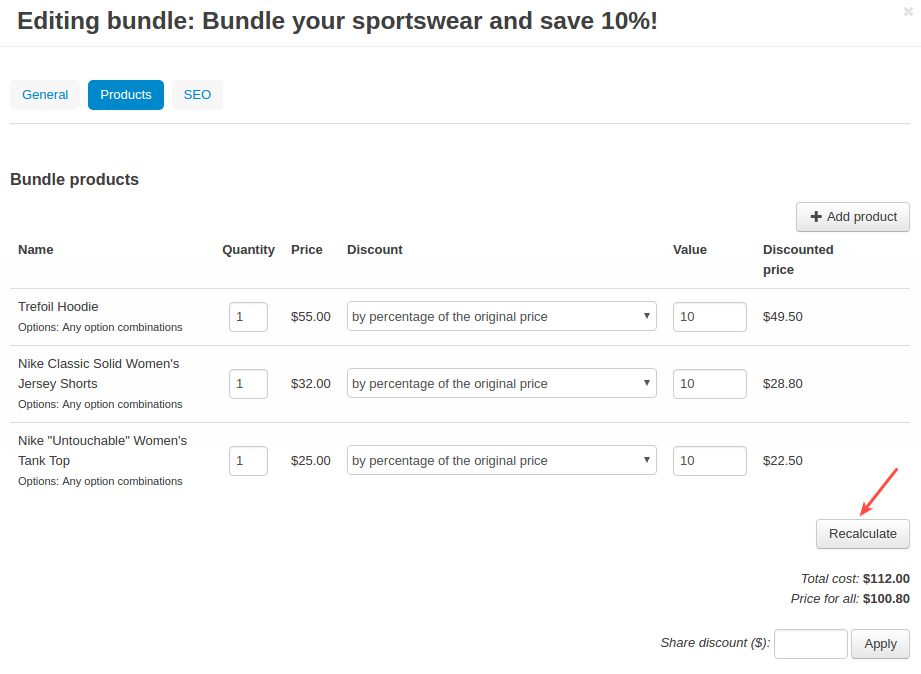 Editing bundle: Bundle your sportswear and save 10%!
General Products SEO
Bundle products
Add product
Name Quantity Price Discount Value Discounted
price
Trefoil Hoodie
Options: Any option combinations
1 $55.00 by percentage of the original price 10 $49.50
Nike Classic Solid Women's
Jersey Shorts
Options: Any option combinations
1 $32.00 by percentage of the original price 10 $28.80
Nike "Untouchable" Women's
Tank Top
Options: Any option combinations
1 $25.00 by percentage of the original price 10 $22.50
Recalculate
Total cost: $112.00
Price for all: $100.80
Share discount ($): Apply